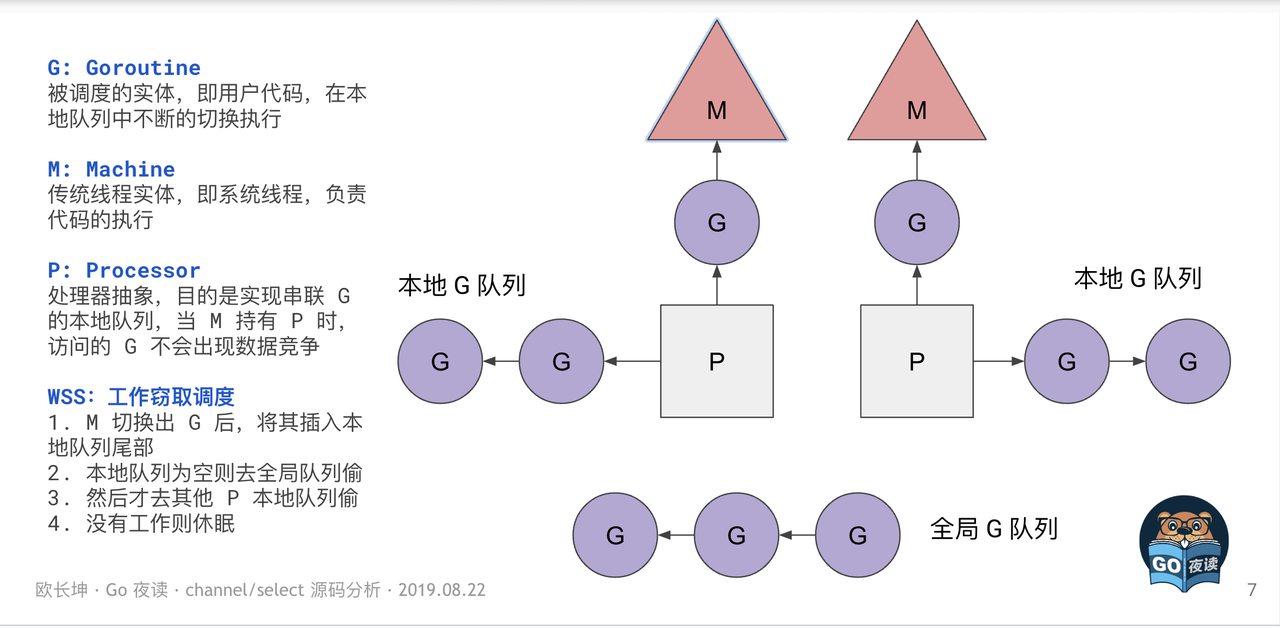 G: Goroutine
被调度的实体，即用户代码，在本
地队列中不断的切换执行
M: Machine
传统线程实体，即系统线程，负责
代码的执行
P: Processor
处理器抽象，目的是实现串联 G
的本地队列，当 M 持有 P 时，
访问的 G 不会出现数据竞争
WSS: 工作窃取调度
1. M 切换出 G 后，将其插入本
地队列尾部
2. 本地队列为空则去全局队列偷
3. 然后才去其他 P 本地队列偷
4. 没有工作则休眠
M
M
G
G
本地 G 队列
本地 G 队列
G
G
P
P
G
G
G
G
G
全局 G 队列
GO 夜读
欧长坤 · Go 夜读 · channel/select 源码分析 · 2019.08.22
7